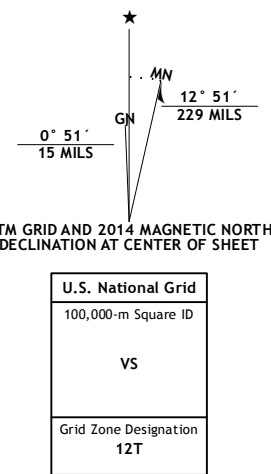 ★
MN
12° 51´
229 MILS
GN
0° 51´
15 MILS
TM GRID AND 2014 MAGNETIC NORTH
DECLINATION AT CENTER OF SHEET
U.S. National Grid
100,000-m Square ID
VS
Grid Zone Designation
12T